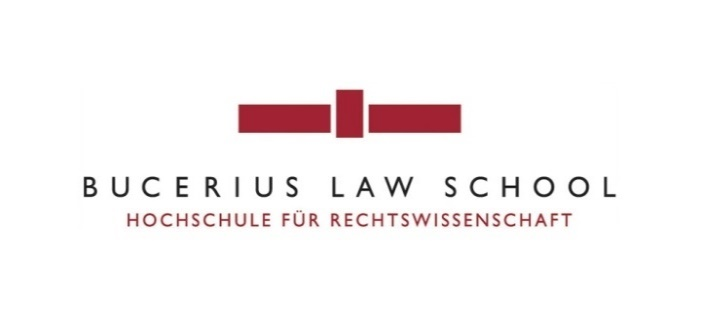 BUCERIUS LAW SCHOOL
HOCHSCHULE FÜR RECHTSWISSENSCHAFT